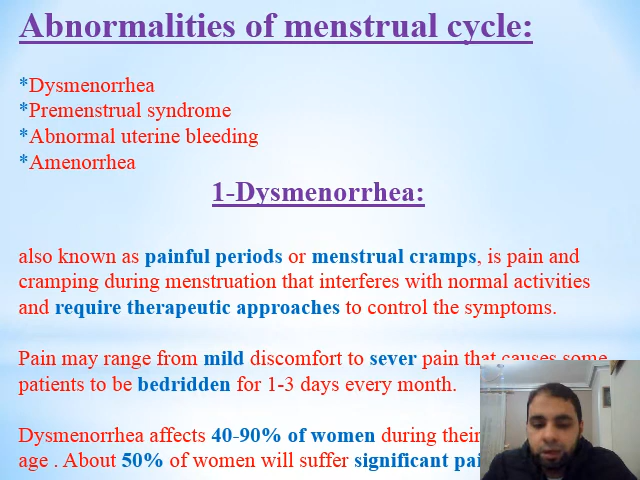 Abnormalities of menstrual cycle:
*Dysmenorrhea
*Premenstrual syndrome
*Abnormal uterine bleeding
*Amenorrhea
1-Dysmenorrhea:
also known as painful periods or menstrual cramps, is pain and
cramping during menstruation that interferes with normal activities
and require therapeutic approaches to control the symptoms.
Pain may range from mild discomfort to sever pain that causes some
patients to be bedridden for 1-3 days every month.
Dysmenorrhea affects 40-90% of women during their
age . About 50% of women will suffer significant